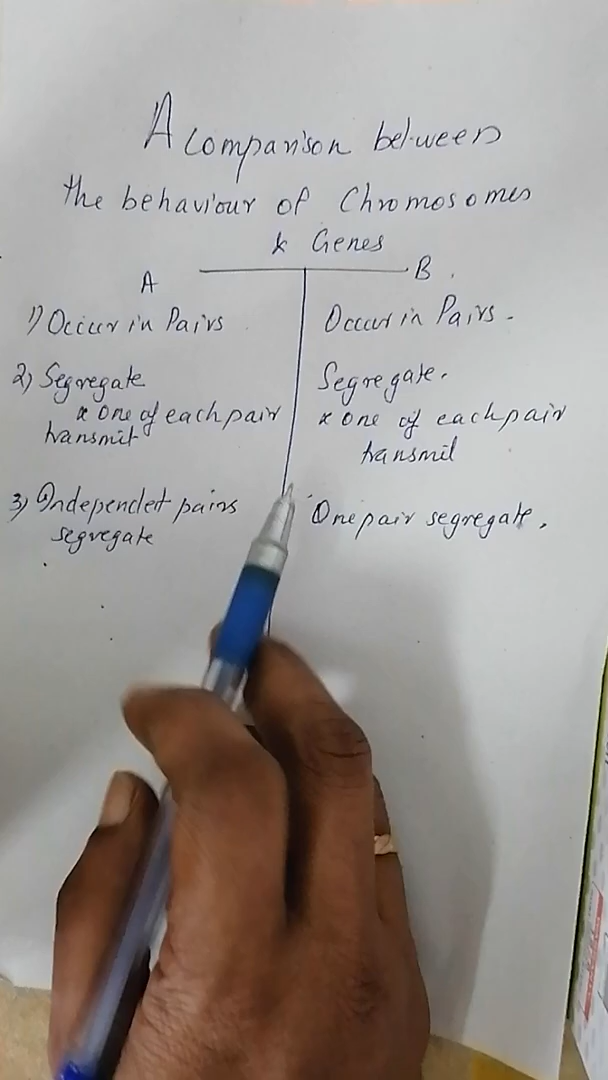 A comparison between
the behaviour of Chromosomes
& Genes
A
B.
1) Occur in Pairs
Occur in Pairs.
2) Segregate
& one of each pair
transmit
Segregate.
& one of each pair
transmit
3) Independet pairs
segregate
One pair segregate.